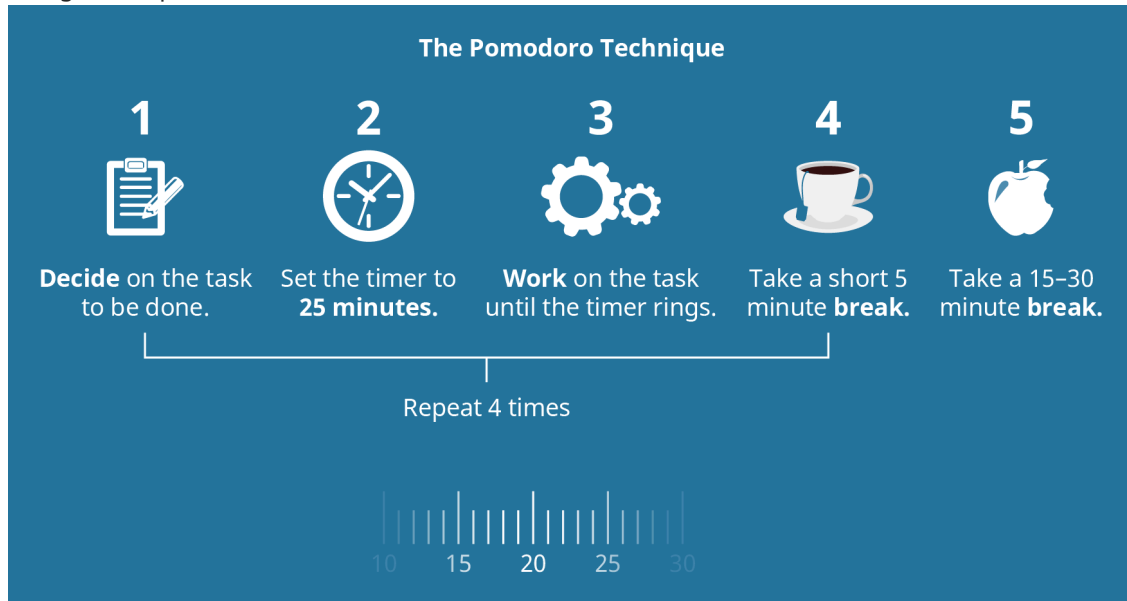 The Pomodoro Technique
1
2
3
4
5
Decide on the task
to be done.
Set the timer to
25 minutes.
Work on the task
until the timer rings.
Take a short 5
minute break.
Take a 15–30
minute break.
Repeat 4 times
10 15 20 25 30